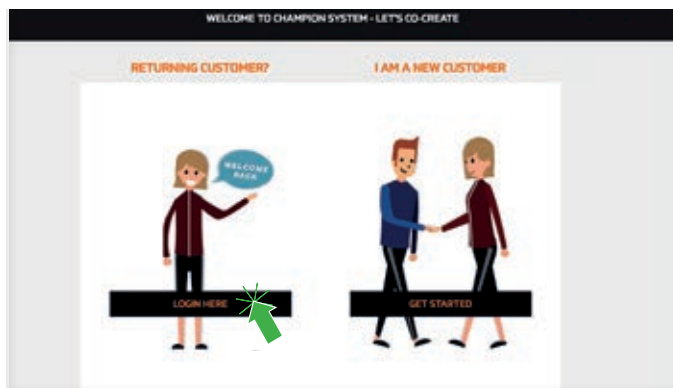 WELCOME TO CHAMPION SYSTEM - LET'S CO-CREATE
RETURNING CUSTOMER?
I AM A NEW CUSTOMER
WELCOME
BACK
LOGIN HERE
GET STARTED